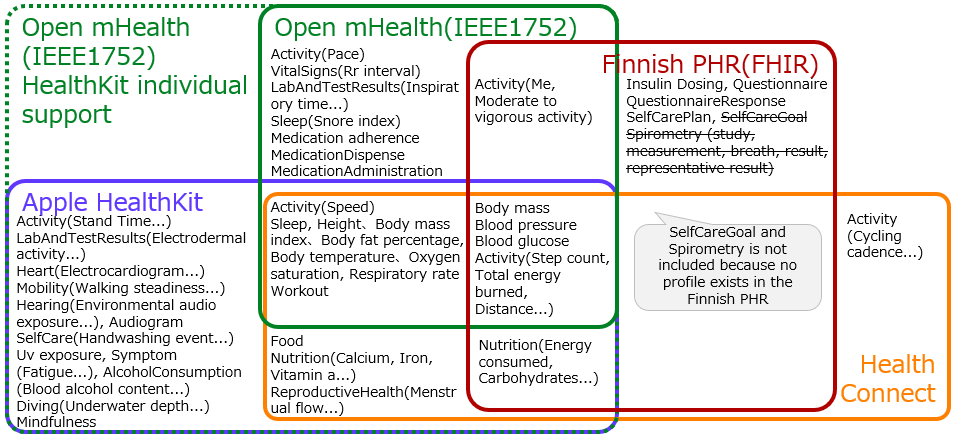 Open mHealth
(IEEE1752)
HealthKit individual
support
Open mHealth(IEEE1752)
Activity(Pace)
VitalSigns(Rr interval)
LabAndTestResults(Inspirat
ory time...)
Sleep(Snore index)
Medication adherence
MedicationDispense
MedicationAdministration
Activity(Me,
Moderate to
vigorous activity)
Finnish PHR(FHIR)
Insulin Dosing, Questionnaire
QuestionnaireResponse
SelfCarePlan, SelfCareGoal
Spirometry (study,
measurement, breath, result,
representative result)
Apple HealthKit
Activity(Stand Time...)
LabAndTestResults(Electrodermal
activity...)
Heart(Electrocardiogram...)
Mobility(Walking steadiness...)
Hearing(Environmental audio
exposure...), Audiogram
SelfCare(Handwashing event...)
Uv exposure, Symptom
(Fatigue...), AlcoholConsumption
(Blood alcohol content...)
Diving(Underwater depth...)
Mindfulness
Activity(Speed)
Sleep, Height、Body mass
index、Body fat percentage,
Body temperature、Oxygen
saturation, Respiratory rate
Workout
Body mass
Blood pressure
Blood glucose
Activity(Step count,
Total energy
burned,
Distance...)
SelfCareGoal and
Spirometry is not
included because no
profile exists in the
Finnish PHR
Activity
(Cycling
cadence...)
Food
Nutrition(Calcium, Iron,
Vitamin a...)
ReproductiveHealth(Menst
rual flow...)
Nutrition(Energy
consumed,
Carbohydrates...)
Health
Connect